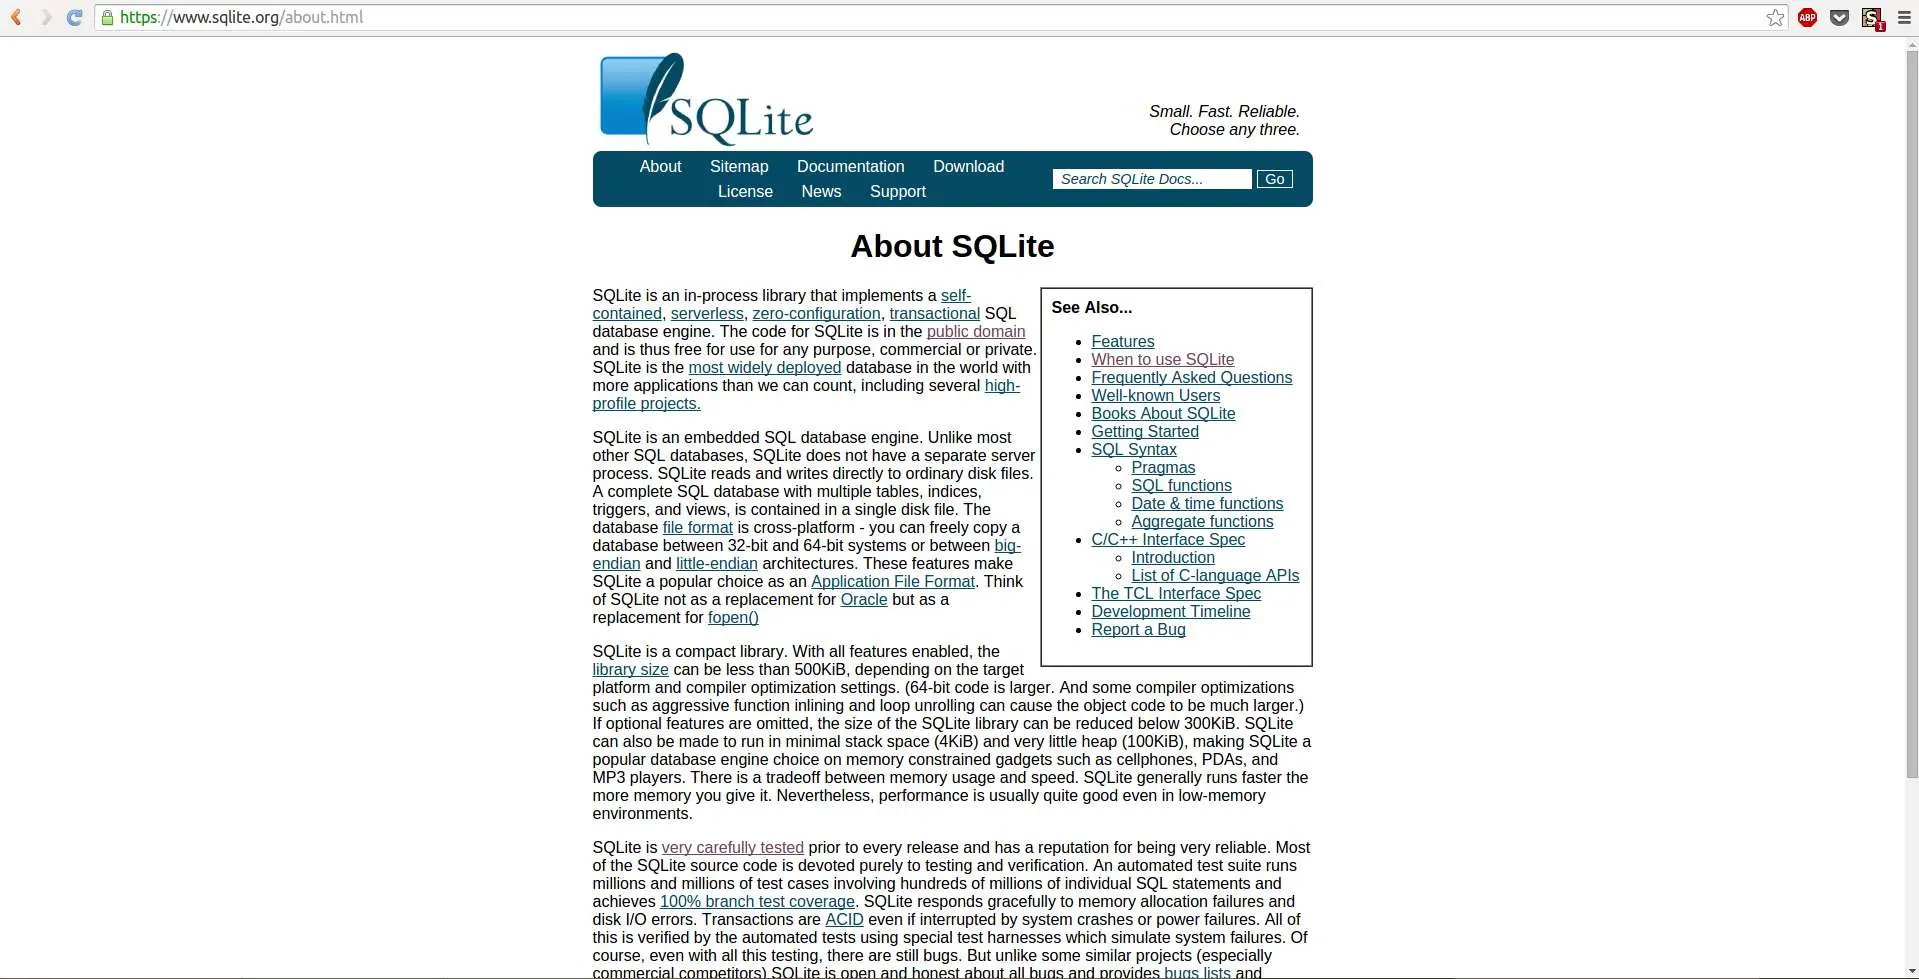 https://www.sqlite.org/about.html
ABP
S
1
SQLite
Small. Fast. Reliable.
Choose any three.
About Sitemap Documentation Download
License News Support
Search SQLite Docs...
Go
About SQLite
SQLite is an in-process library that implements a self-
contained, serverless, zero-configuration, transactional SQL
database engine. The code for SQLite is in the public domain
and is thus free for use for any purpose, commercial or private.
SQLite is the most widely deployed database in the world with
more applications than we can count, including several high-
profile projects.
SQLite is an embedded SQL database engine. Unlike most
other SQL databases, SQLite does not have a separate server
process. SQLite reads and writes directly to ordinary disk files.
A complete SQL database with multiple tables, indices,
triggers, and views, is contained in a single disk file. The
database file format is cross-platform - you can freely copy a
database between 32-bit and 64-bit systems or between big-
endian and little-endian architectures. These features make
SQLite a popular choice as an Application File Format. Think
of SQLite not as a replacement for Oracle but as a
replacement for fopen()
See Also...
Features
When to use SQLite
Frequently Asked Questions
Well-known Users
Books About SQLite
Getting Started
SQL Syntax
Pragmas
SQL functions
Date & time functions
Aggregate functions
C/C++ Interface Spec
Introduction
List of C-language APIs
The TCL Interface Spec
Development Timeline
Report a Bug
SQLite is a compact library. With all features enabled, the
library size can be less than 500KiB, depending on the target
platform and compiler optimization settings. (64-bit code is larger. And some compiler optimizations
such as aggressive function inlining and loop unrolling can cause the object code to be much larger.)
If optional features are omitted, the size of the SQLite library can be reduced below 300KiB. SQLite
can also be made to run in minimal stack space (4KiB) and very little heap (100KiB), making SQLite a
popular database engine choice on memory constrained gadgets such as cellphones, PDAs, and
MP3 players. There is a tradeoff between memory usage and speed. SQLite generally runs faster the
more memory you give it. Nevertheless, performance is usually quite good even in low-memory
environments.
SQLite is very carefully tested prior to every release and has a reputation for being very reliable. Most
of the SQLite source code is devoted purely to testing and verification. An automated test suite runs
millions and millions of test cases involving hundreds of millions of individual SQL statements and
achieves 100% branch test coverage. SQLite responds gracefully to memory allocation failures and
disk I/O errors. Transactions are ACID even if interrupted by system crashes or power failures. All of
this is verified by the automated tests using special test harnesses which simulate system failures. Of
course, even with all this testing, there are still bugs. But unlike some similar projects (especially
commercial competitors) SQLite is open and honest about all bugs and provides bugs lists and